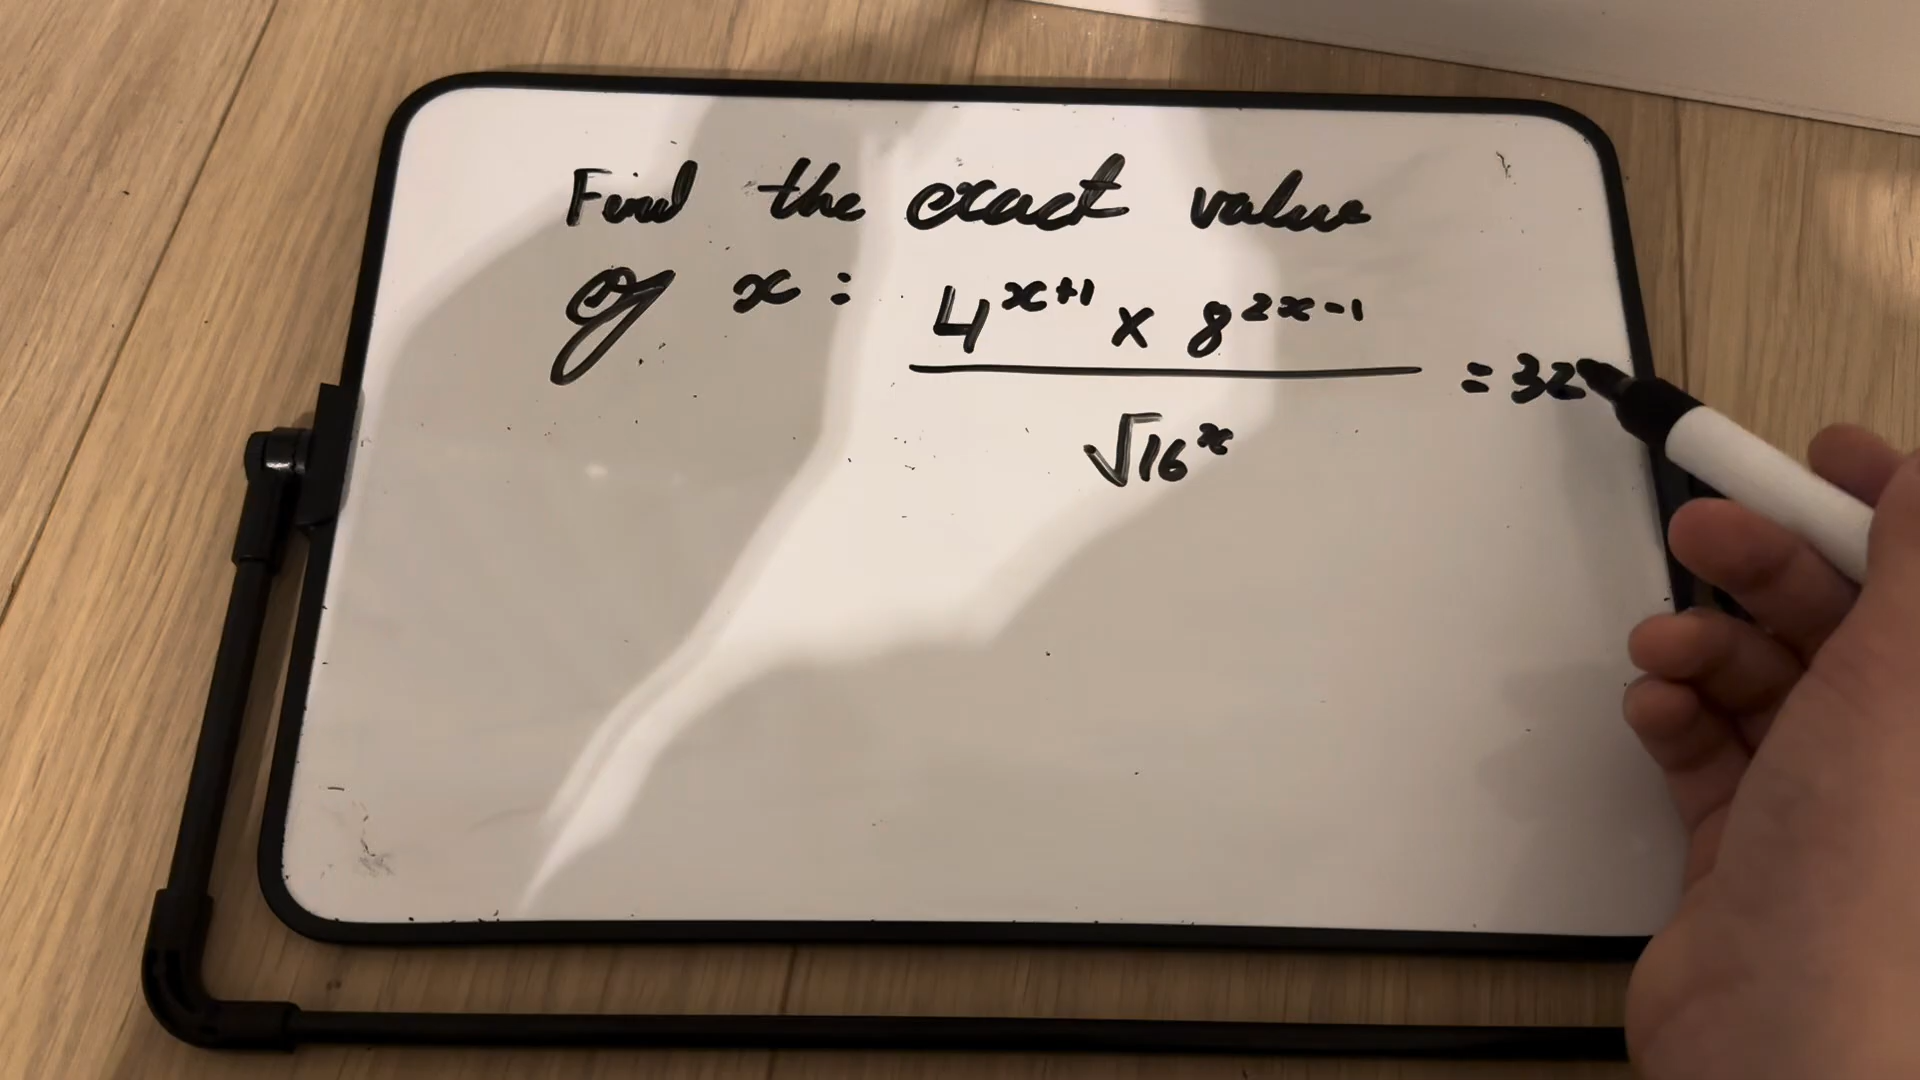 Find the exact value
of x: 4^(x+1) × 8^(2x-1)
√16^x
= 32